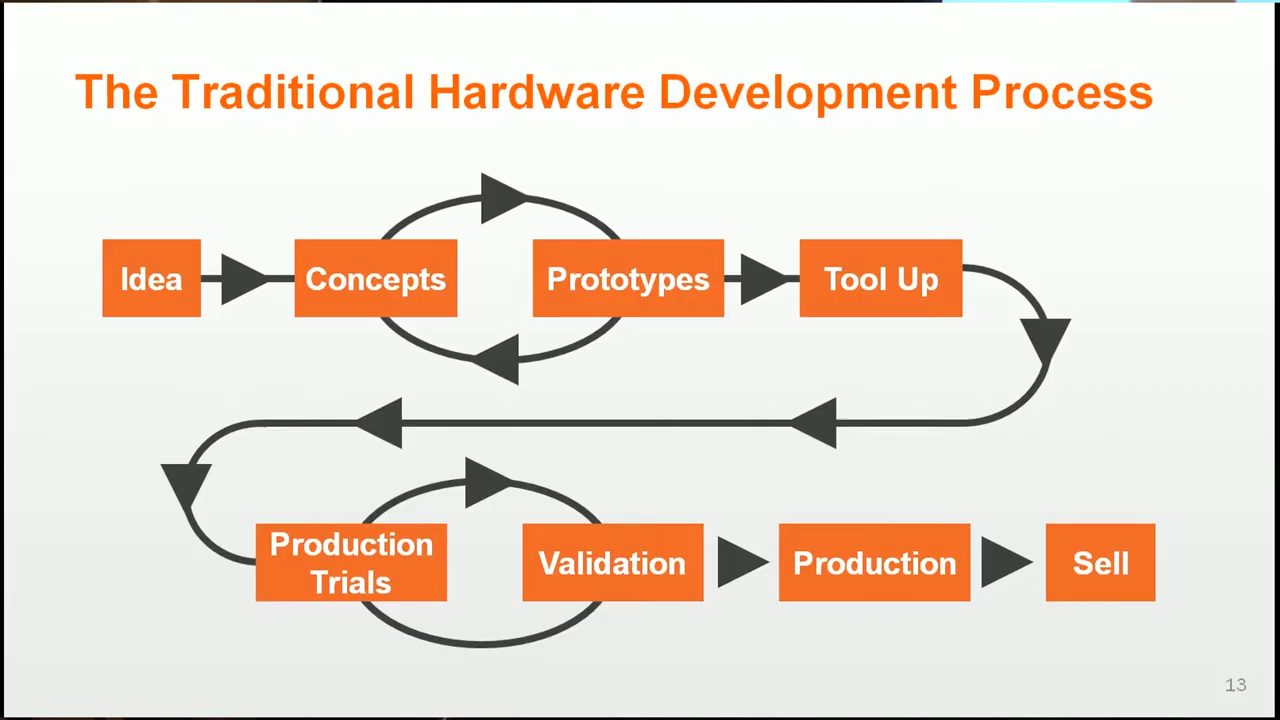 The Traditional Hardware Development Process
Idea
Concepts
Prototypes
Tool Up
Production
Trials
Validation
Production
Sell
13